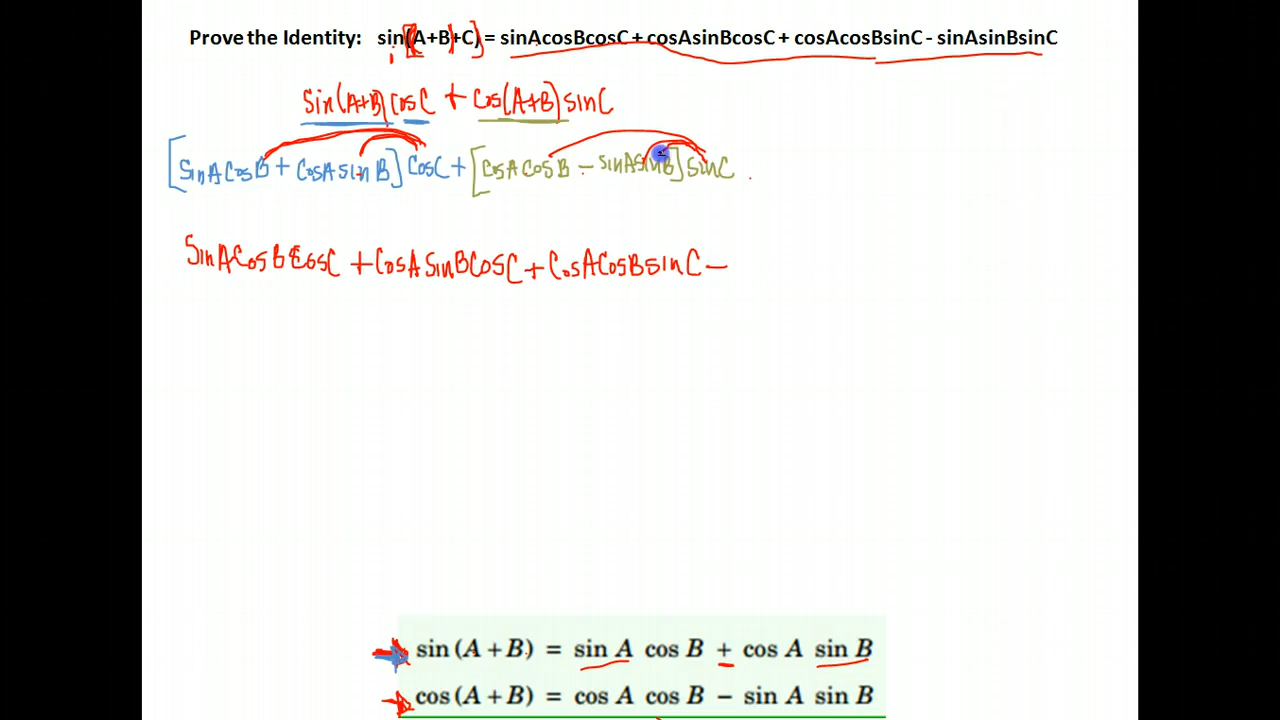 Prove the Identity: sin(A+B+C) = sinAcosBcosC + cosAsinBcosC + cosAcosBsinC - sinAsinBsinC
Sin(A+B)CosC + Cos(A+B)sinC
[SinACosB + CosAsinB]CosC + [CosACosB - SinASinB]sinC
SinACosBCosC + CosASinBCosC + CosACosBsinC -
sin (A + B) = sin A cos B + cos A sin B
cos (A + B) = cos A cos B − sin A sin B